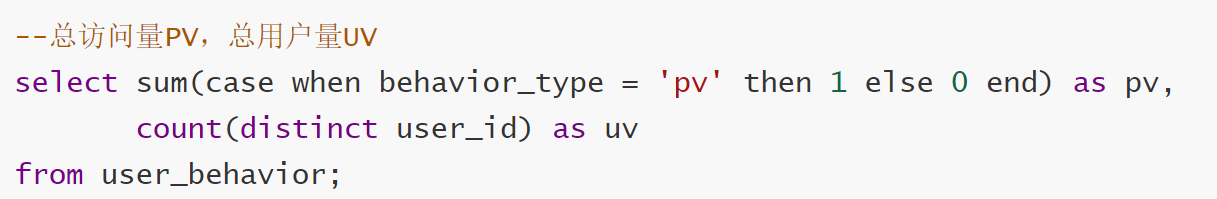 --总访问量PV，总用户量UV
select sum(case when behavior_type = 'pv' then 1 else 0 end) as pv,
       count(distinct user_id) as uv
from user_behavior;